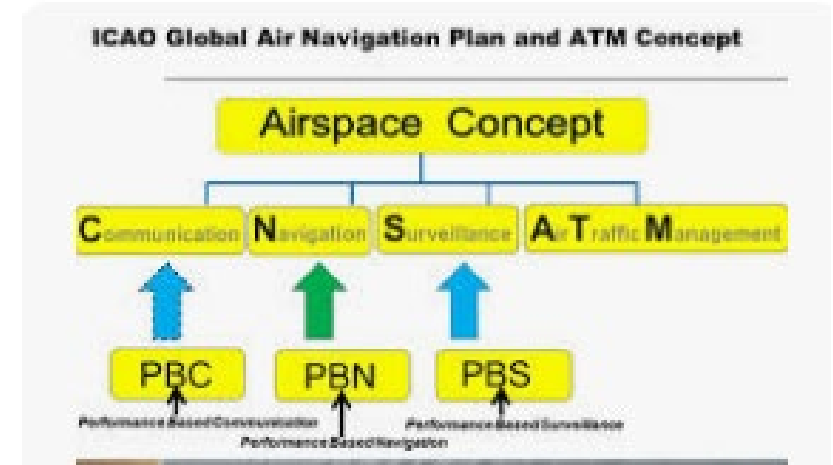 ICAO Global Air Navigation Plan and ATM Concept
Airspace Concept
Communication Navigation Surveillance Air Traffic Management
PBC PBN PBS
Performance Based Communication Performance Based Surveillance
Performance Based Navigation